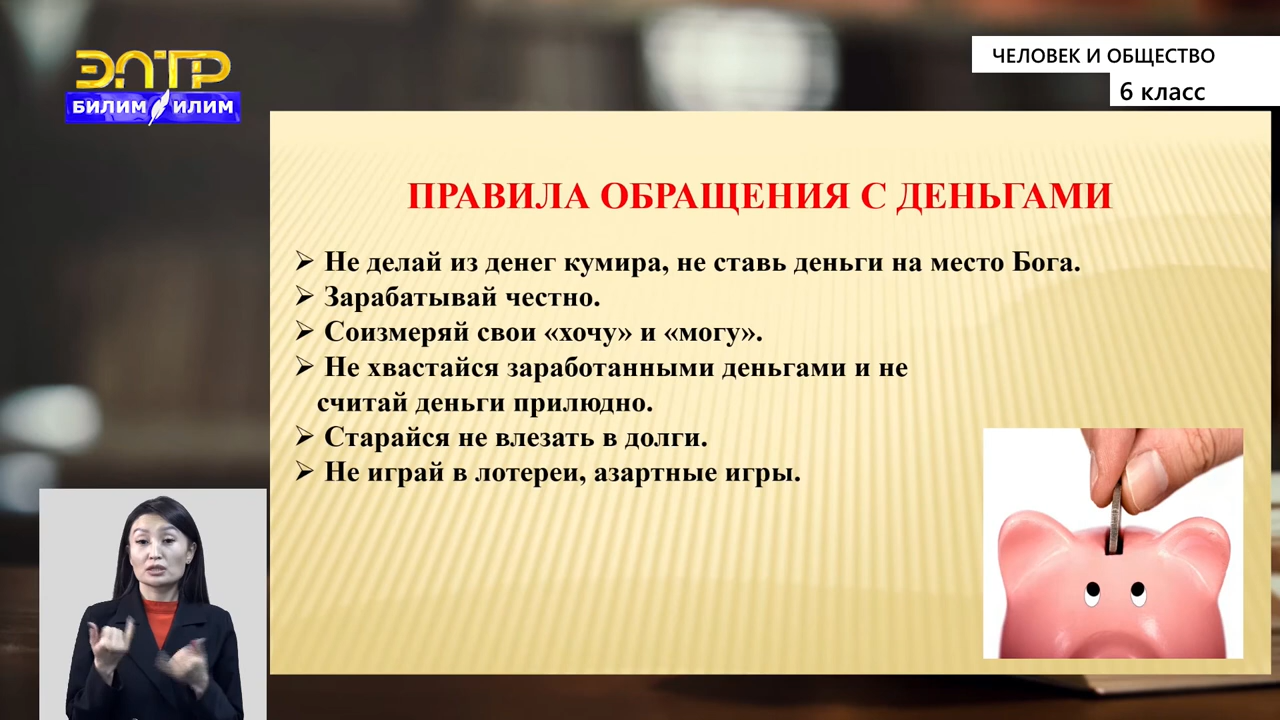 ЭЛТР
БИЛИМ ИЛИМ
ЧЕЛОВЕК И ОБЩЕСТВО
6 класс
ПРАВИЛА ОБРАЩЕНИЯ С ДЕНЬГАМИ
Не делай из денег кумира, не ставь деньги на место Бога.
Зарабатывай честно.
Соизмеряй свои «хочу» и «могу».
Не хвастайся заработанными деньгами и не
считай деньги прилюдно.
Старайся не влезать в долги.
Не играй в лотереи, азартные игры.